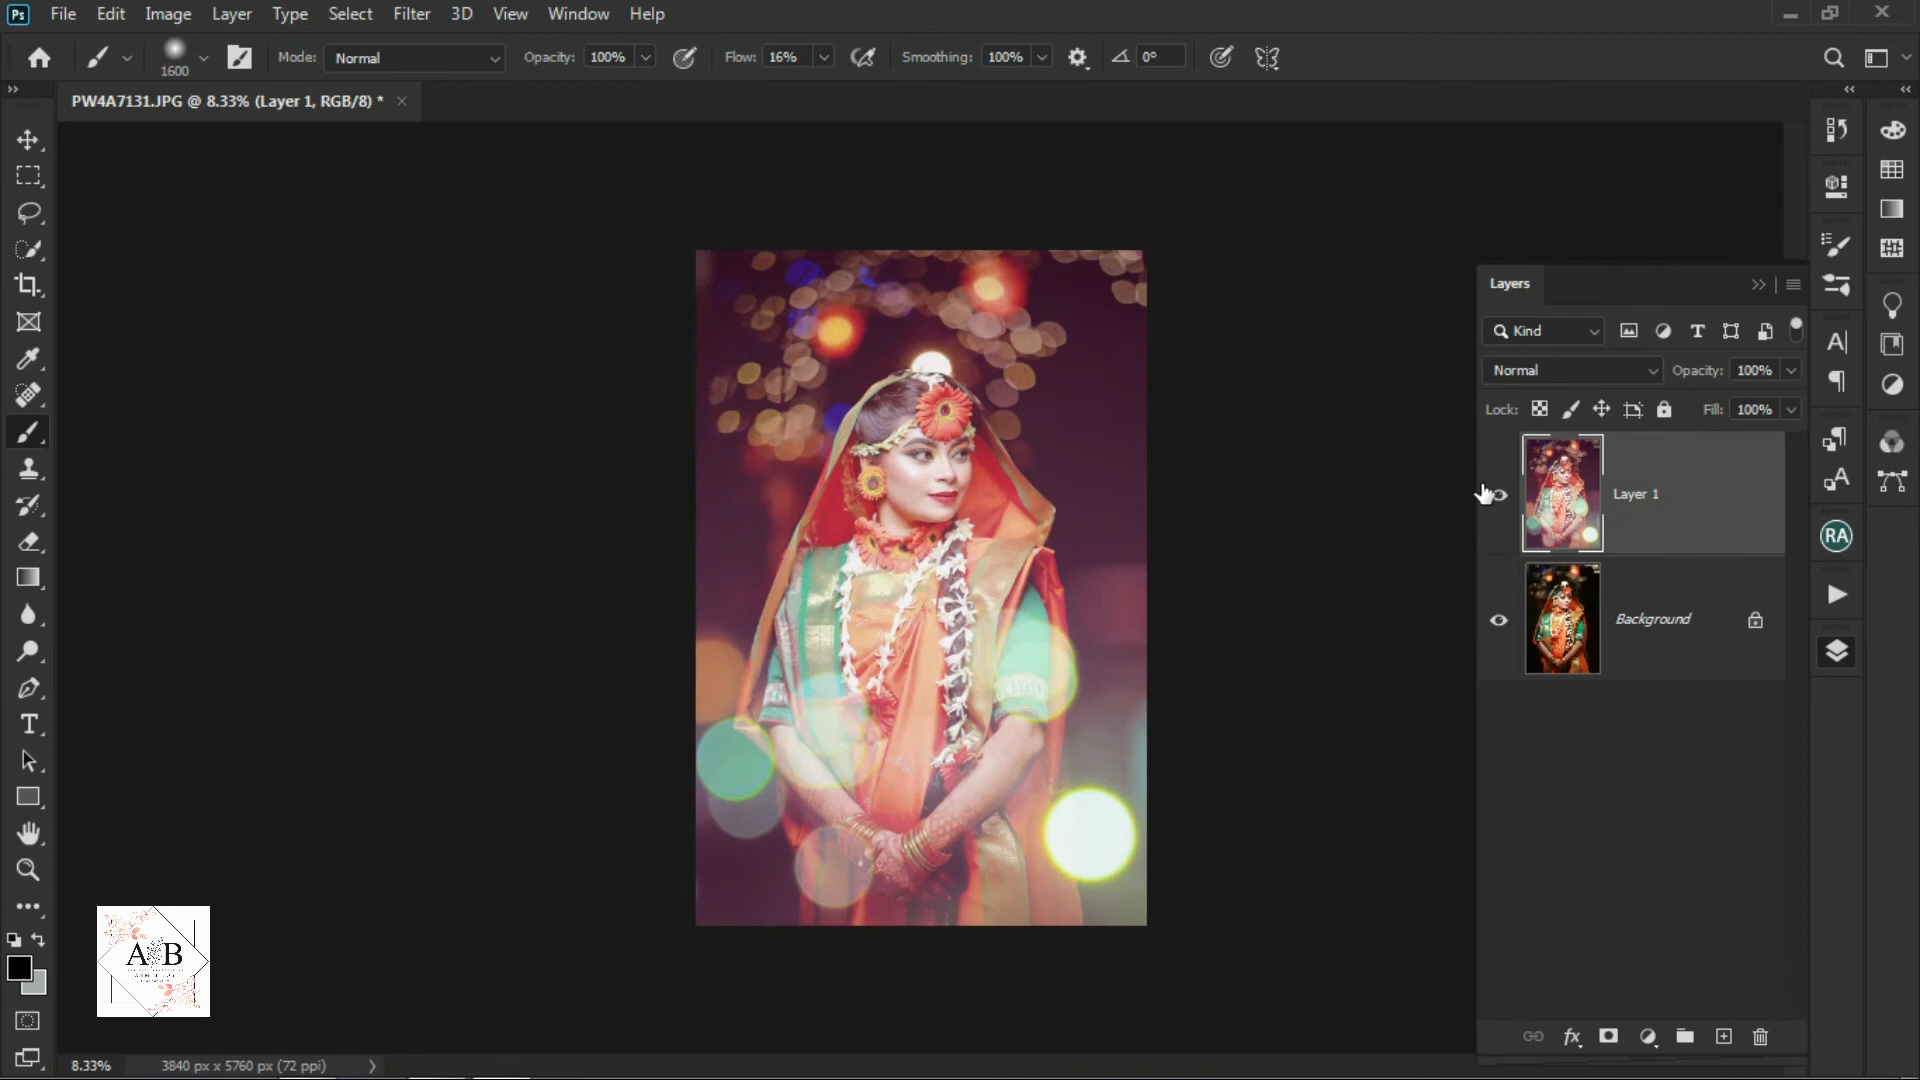 Ps File Edit Image Layer Type Select Filter 3D View Window Help
1600 Mode: Normal Opacity: 100% Flow: 16% Smoothing: 100% 0°
PW4A7131.JPG @ 8.33% (Layer 1, RGB/8) * ×
Layers
Kind
Normal Opacity: 100%
Lock: Fill: 100%
Layer 1
RA
Background
A B
8.33% 3840 px x 5760 px (72 ppi)